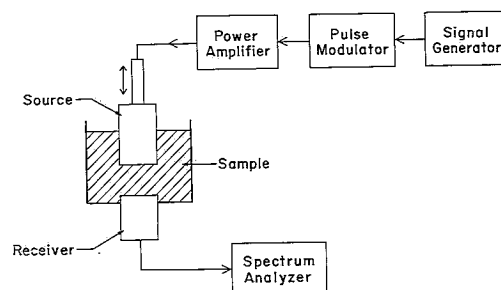 Power
Amplifier
Pulse
Modulator
Signal
Generator
Source
Sample
Receiver
Spectrum
Analyzer